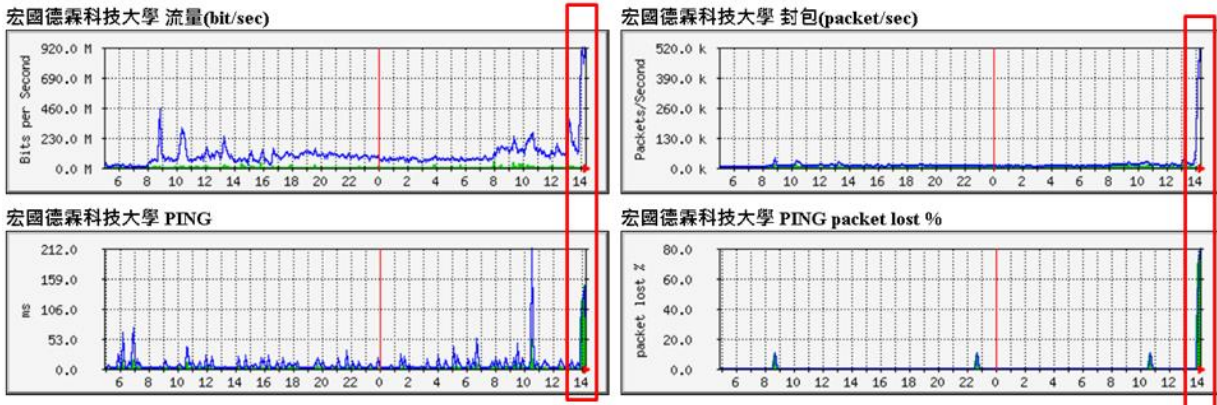 宏國德霖科技大學 流量(bit/sec)
920.0 M
690.0 M
460.0 M
230.0 M
0.0 M
Bits per Second
6 8 10 12 14 16 18 20 22 0 2 4 6 8 10 12 14
宏國德霖科技大學 封包(packet/sec)
520.0 k
390.0 k
260.0 k
130.0 k
0.0 k
Packets/Second
6 8 10 12 14 16 18 20 22 0 2 4 6 8 10 12 14
宏國德霖科技大學 PING
212.0
159.0
106.0
53.0
0.0
ms
6 8 10 12 14 16 18 20 22 0 2 4 6 8 10 12 14
宏國德霖科技大學 PING packet lost %
80.0
60.0
40.0
20.0
0.0
packet lost %
6 8 10 12 14 16 18 20 22 0 2 4 6 8 10 12 14